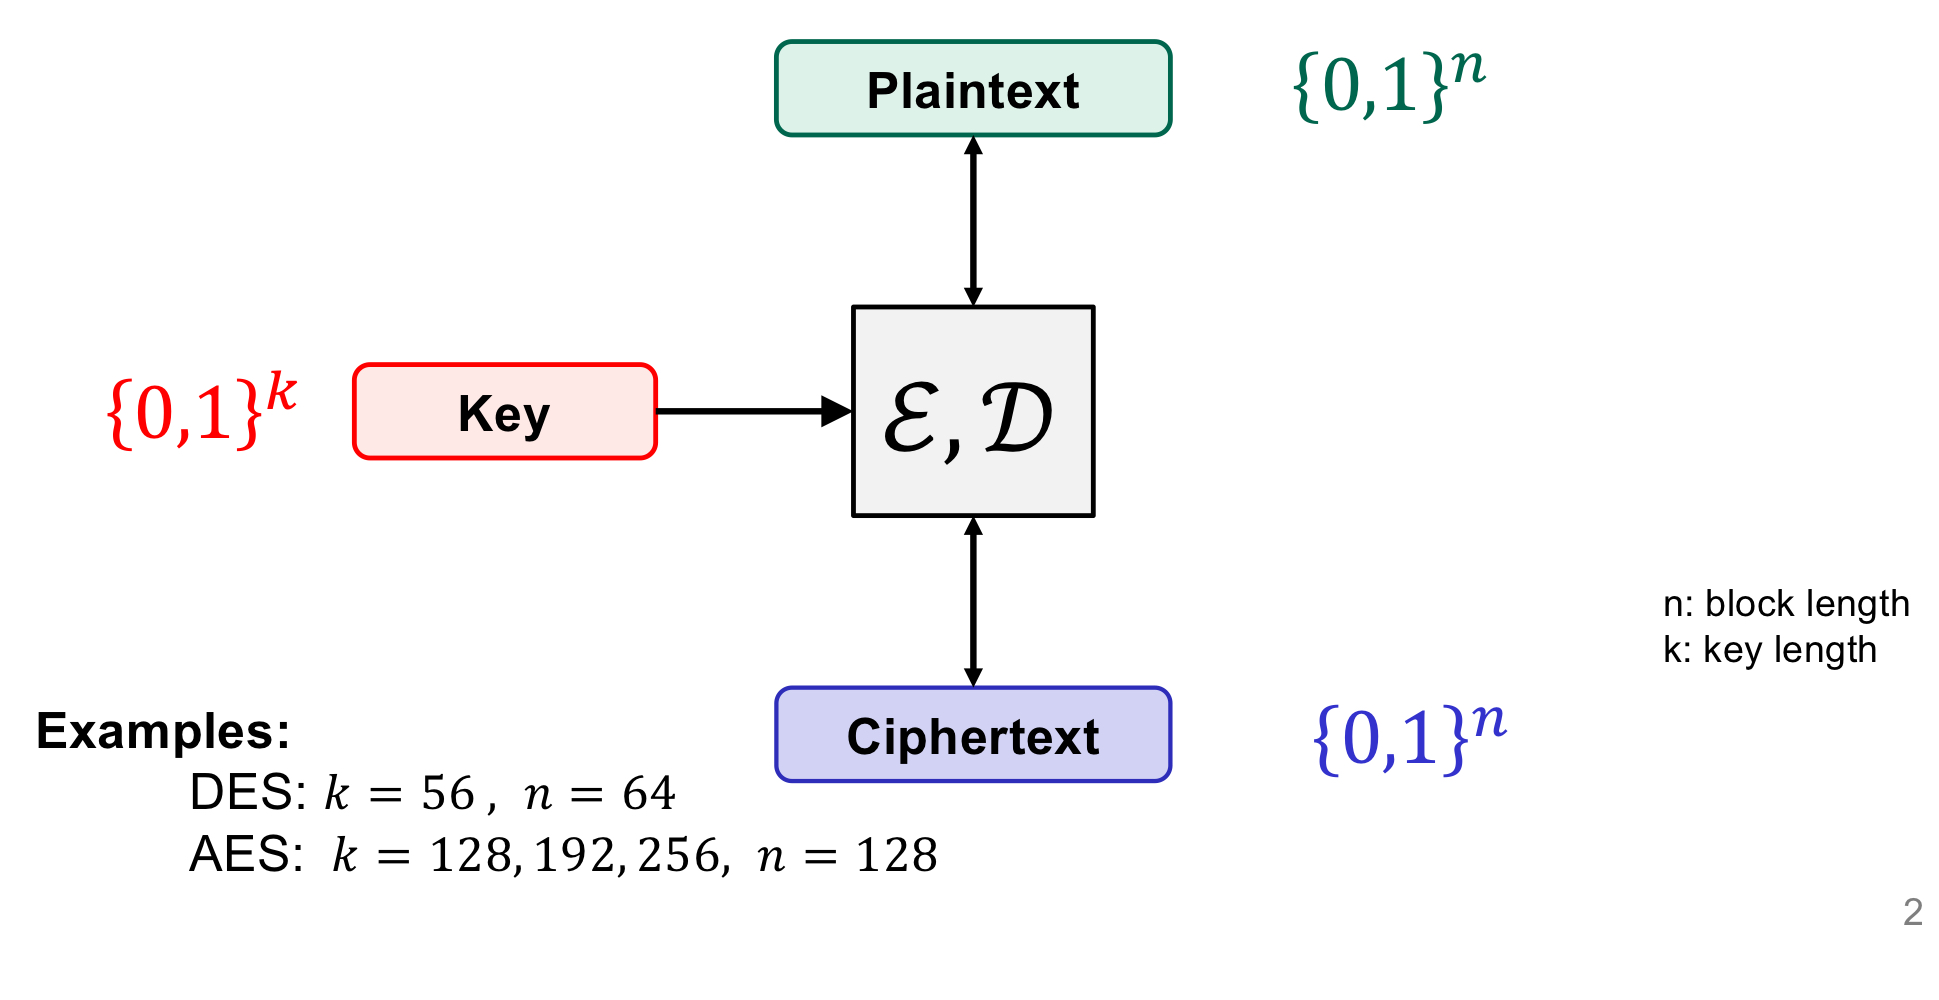 Plaintext
{0,1}ⁿ
{0,1}ᵏ
Key
ℰ, 𝒟
n: block length
k: key length
Ciphertext
{0,1}ⁿ
Examples:
DES: k = 56 , n = 64
AES: k = 128, 192, 256, n = 128
2